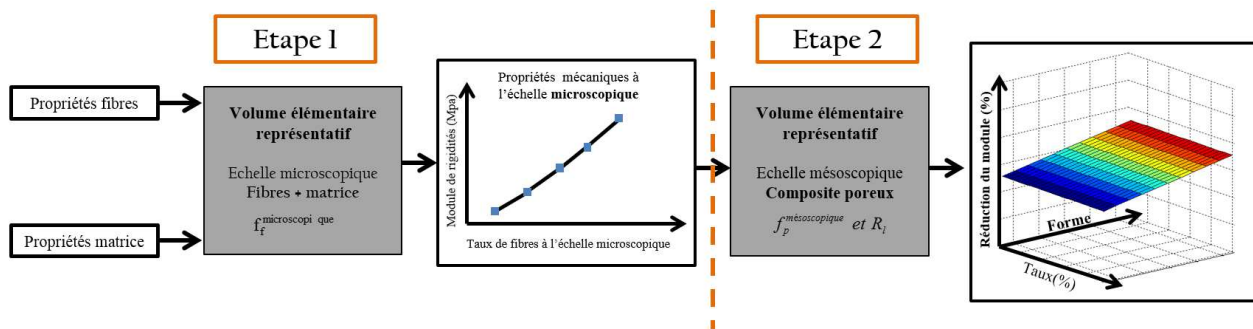 Etape 1
Propriétés fibres
Propriétés matrice
Volume élémentaire
représentatif
Echelle microscopique
Fibres + matrice
f_f^microscopi que
Propriétés mécaniques à
l'échelle microscopique
Module de rigidités (Mpa)
Taux de fibres à l'échelle microscopique
Etape 2
Volume élémentaire
représentatif
Echelle mésoscopique
Composite poreux
f_p^mésoscopique et R_l
Réduction du module (%)
Forme
Taux(%)